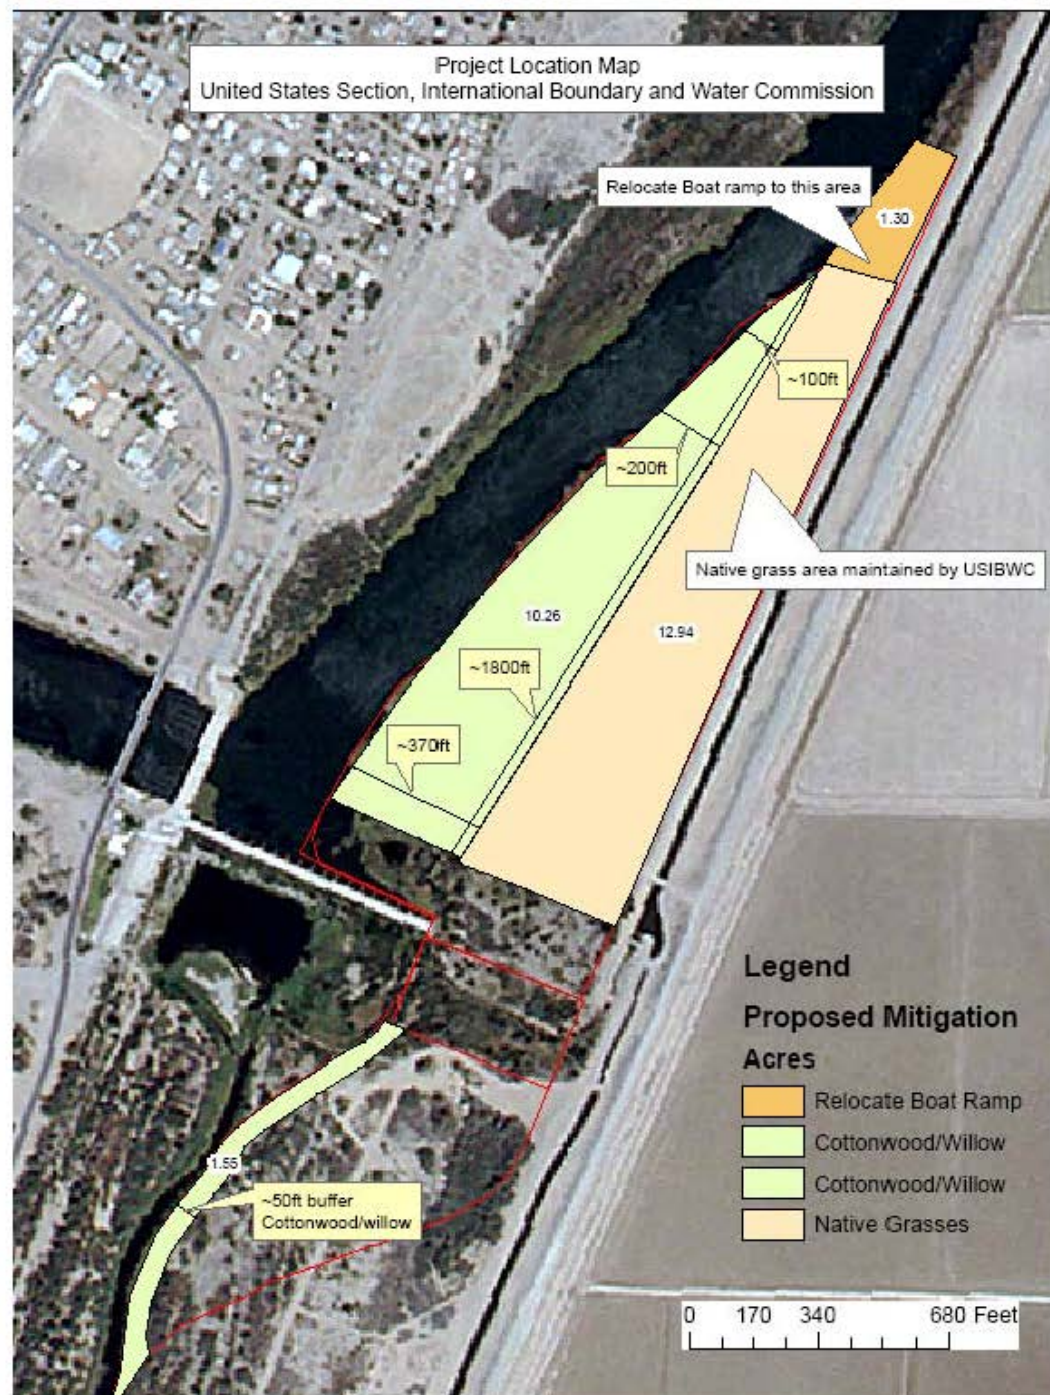 Project Location Map
United States Section, International Boundary and Water Commission
Relocate Boat ramp to this area
1.30
~100ft
~200ft
Native grass area maintained by USIBWC
10.26
12.94
~1800ft
~370ft
1.55
~50ft buffer
Cottonwood/willow
Legend
Proposed Mitigation
Acres
Relocate Boat Ramp
Cottonwood/Willow
Cottonwood/Willow
Native Grasses
0 170 340 680 Feet